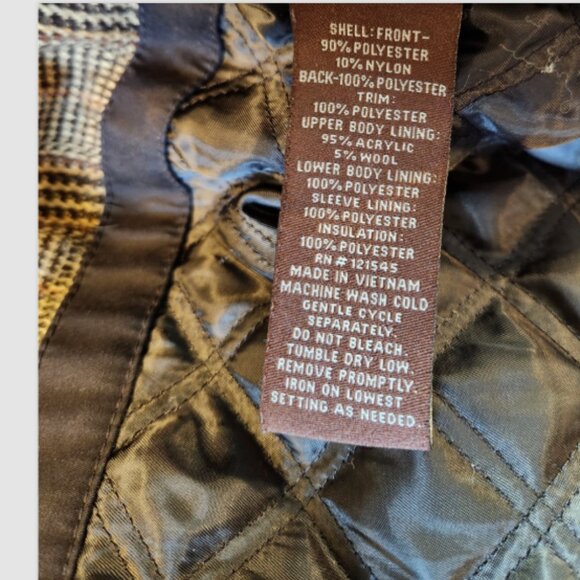 SHELL: FRONT-
90% POLYESTER
10% NYLON
BACK-100% POLYESTER
TRIM:
100% POLYESTER
UPPER BODY LINING:
95% ACRYLIC
5% WOOL
LOWER BODY LINING:
100% POLYESTER
SLEEVE LINING:
100% POLYESTER
INSULATION:
100% POLYESTER
RN # 121545
MADE IN VIETNAM
MACHINE WASH COLD
GENTLE CYCLE
SEPARATELY.
DO NOT BLEACH.
TUMBLE DRY LOW.
REMOVE PROMPTLY.
IRON ON LOWEST
SETTING AS NEEDED.